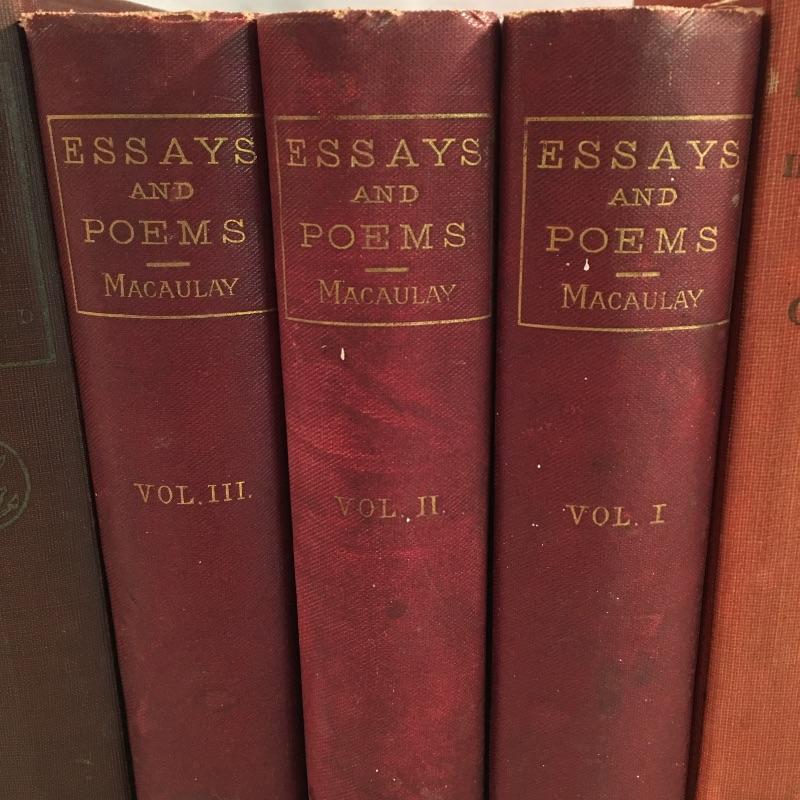 ESSAYS
AND
POEMS
MACAULAY
VOL. III.
ESSAYS
AND
POEMS
MACAULAY
VOL. II.
ESSAYS
AND
POEMS
MACAULAY
VOL. I